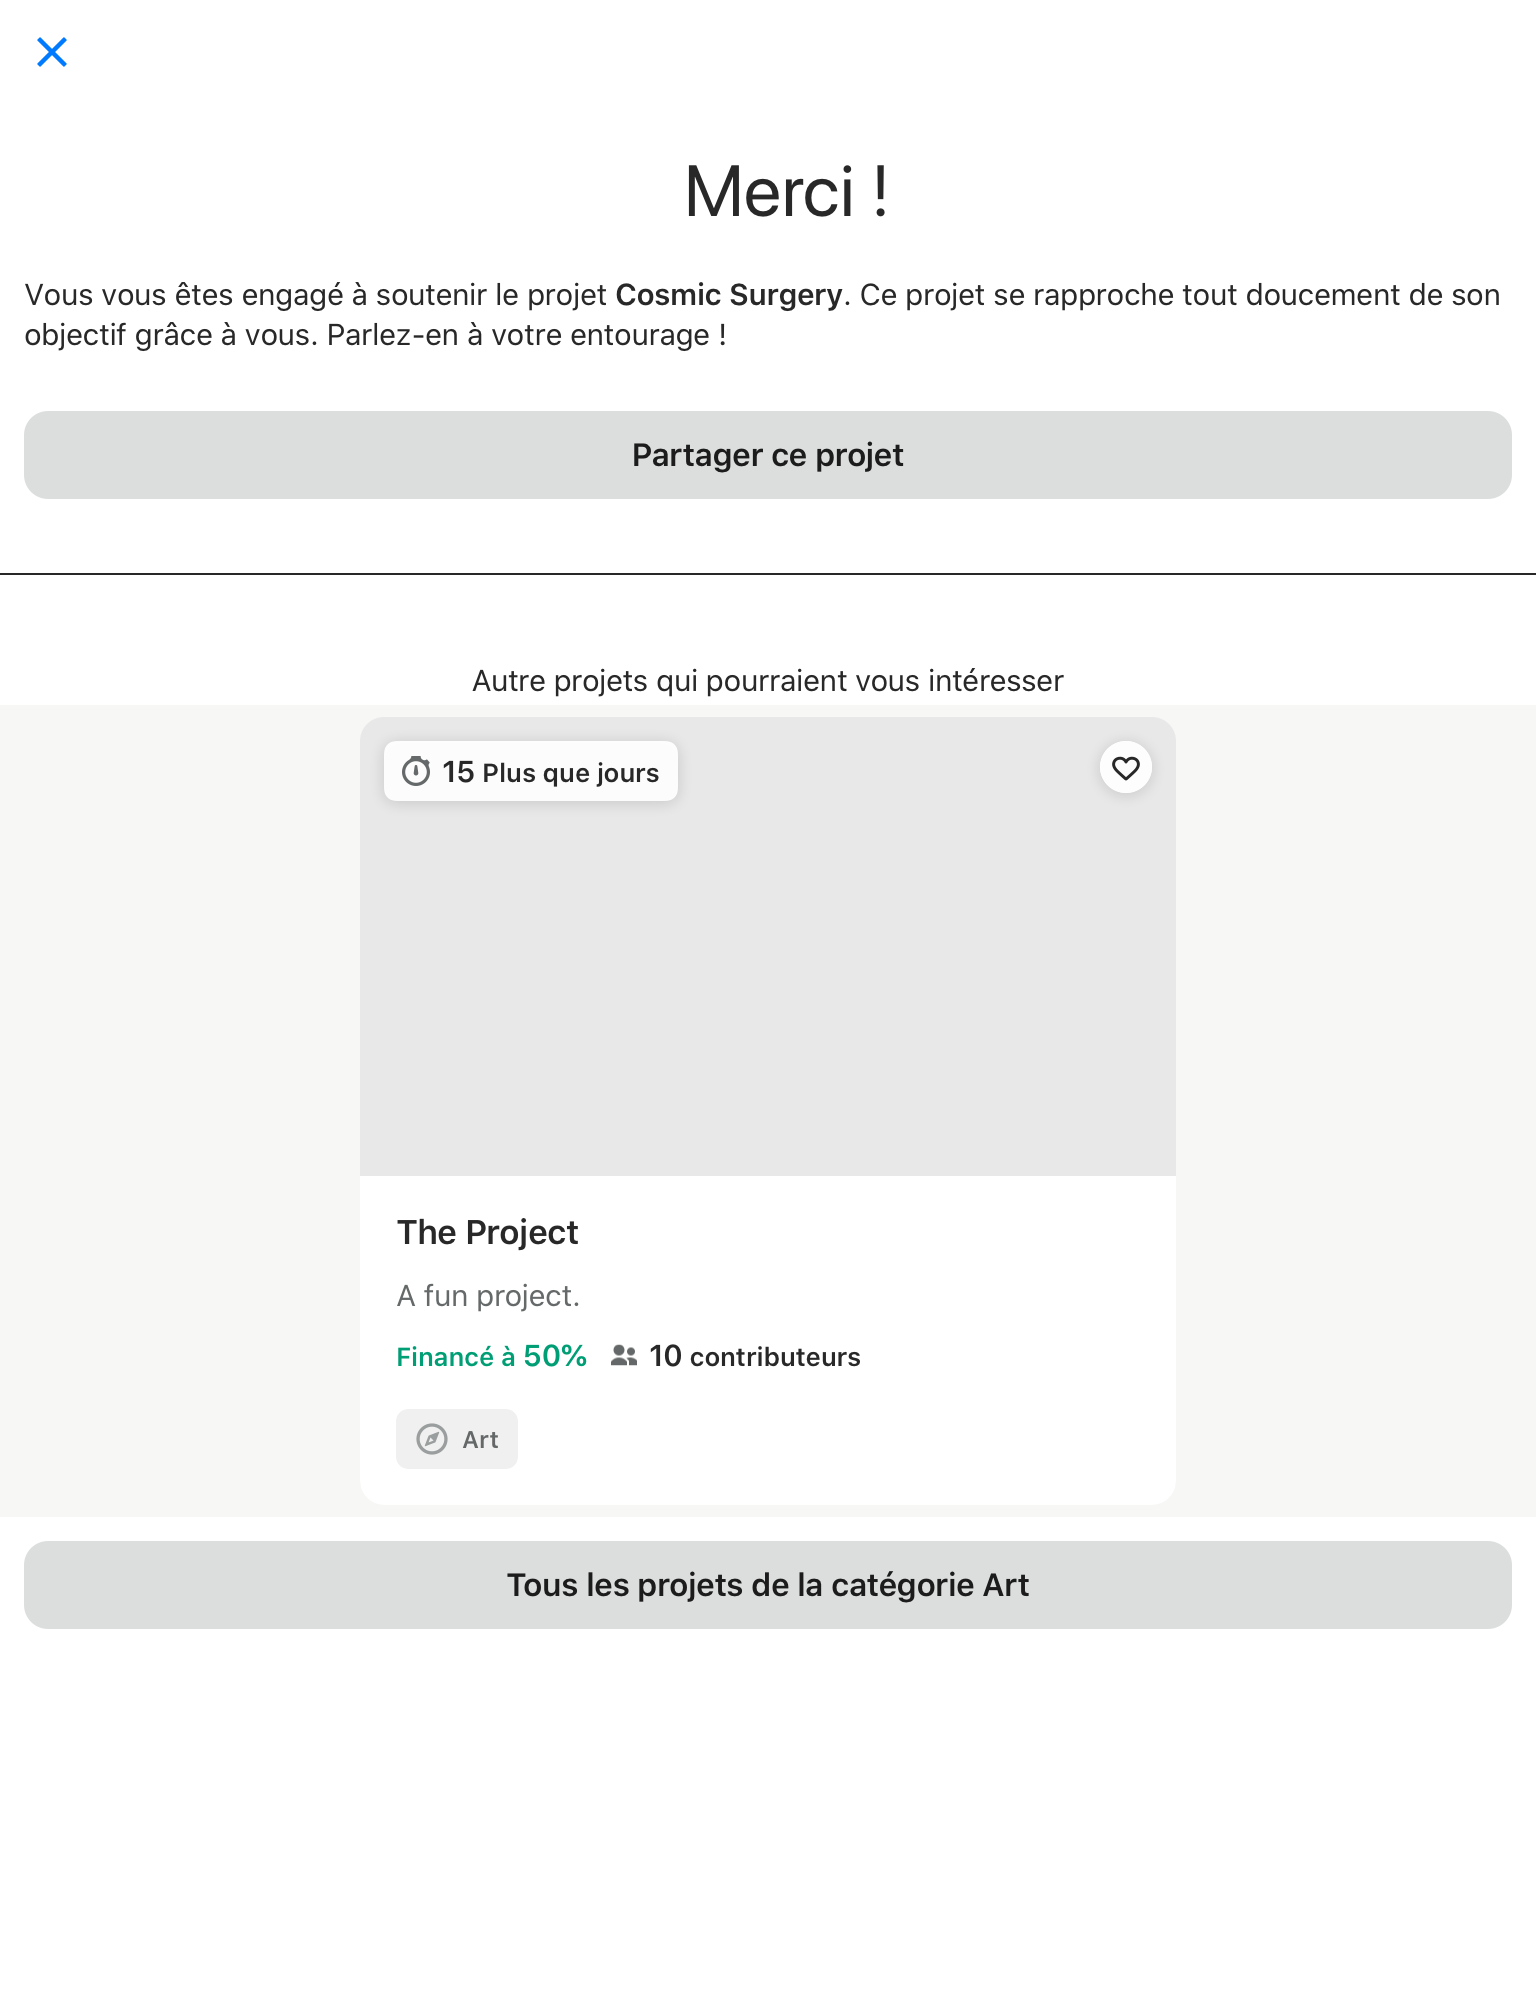 Merci !
Vous vous êtes engagé à soutenir le projet Cosmic Surgery. Ce projet se rapproche tout doucement de son
objectif grâce à vous. Parlez-en à votre entourage !
Partager ce projet
Autre projets qui pourraient vous intéresser
15 Plus que jours
The Project
A fun project.
Financé à 50% 10 contributeurs
Art
Tous les projets de la catégorie Art